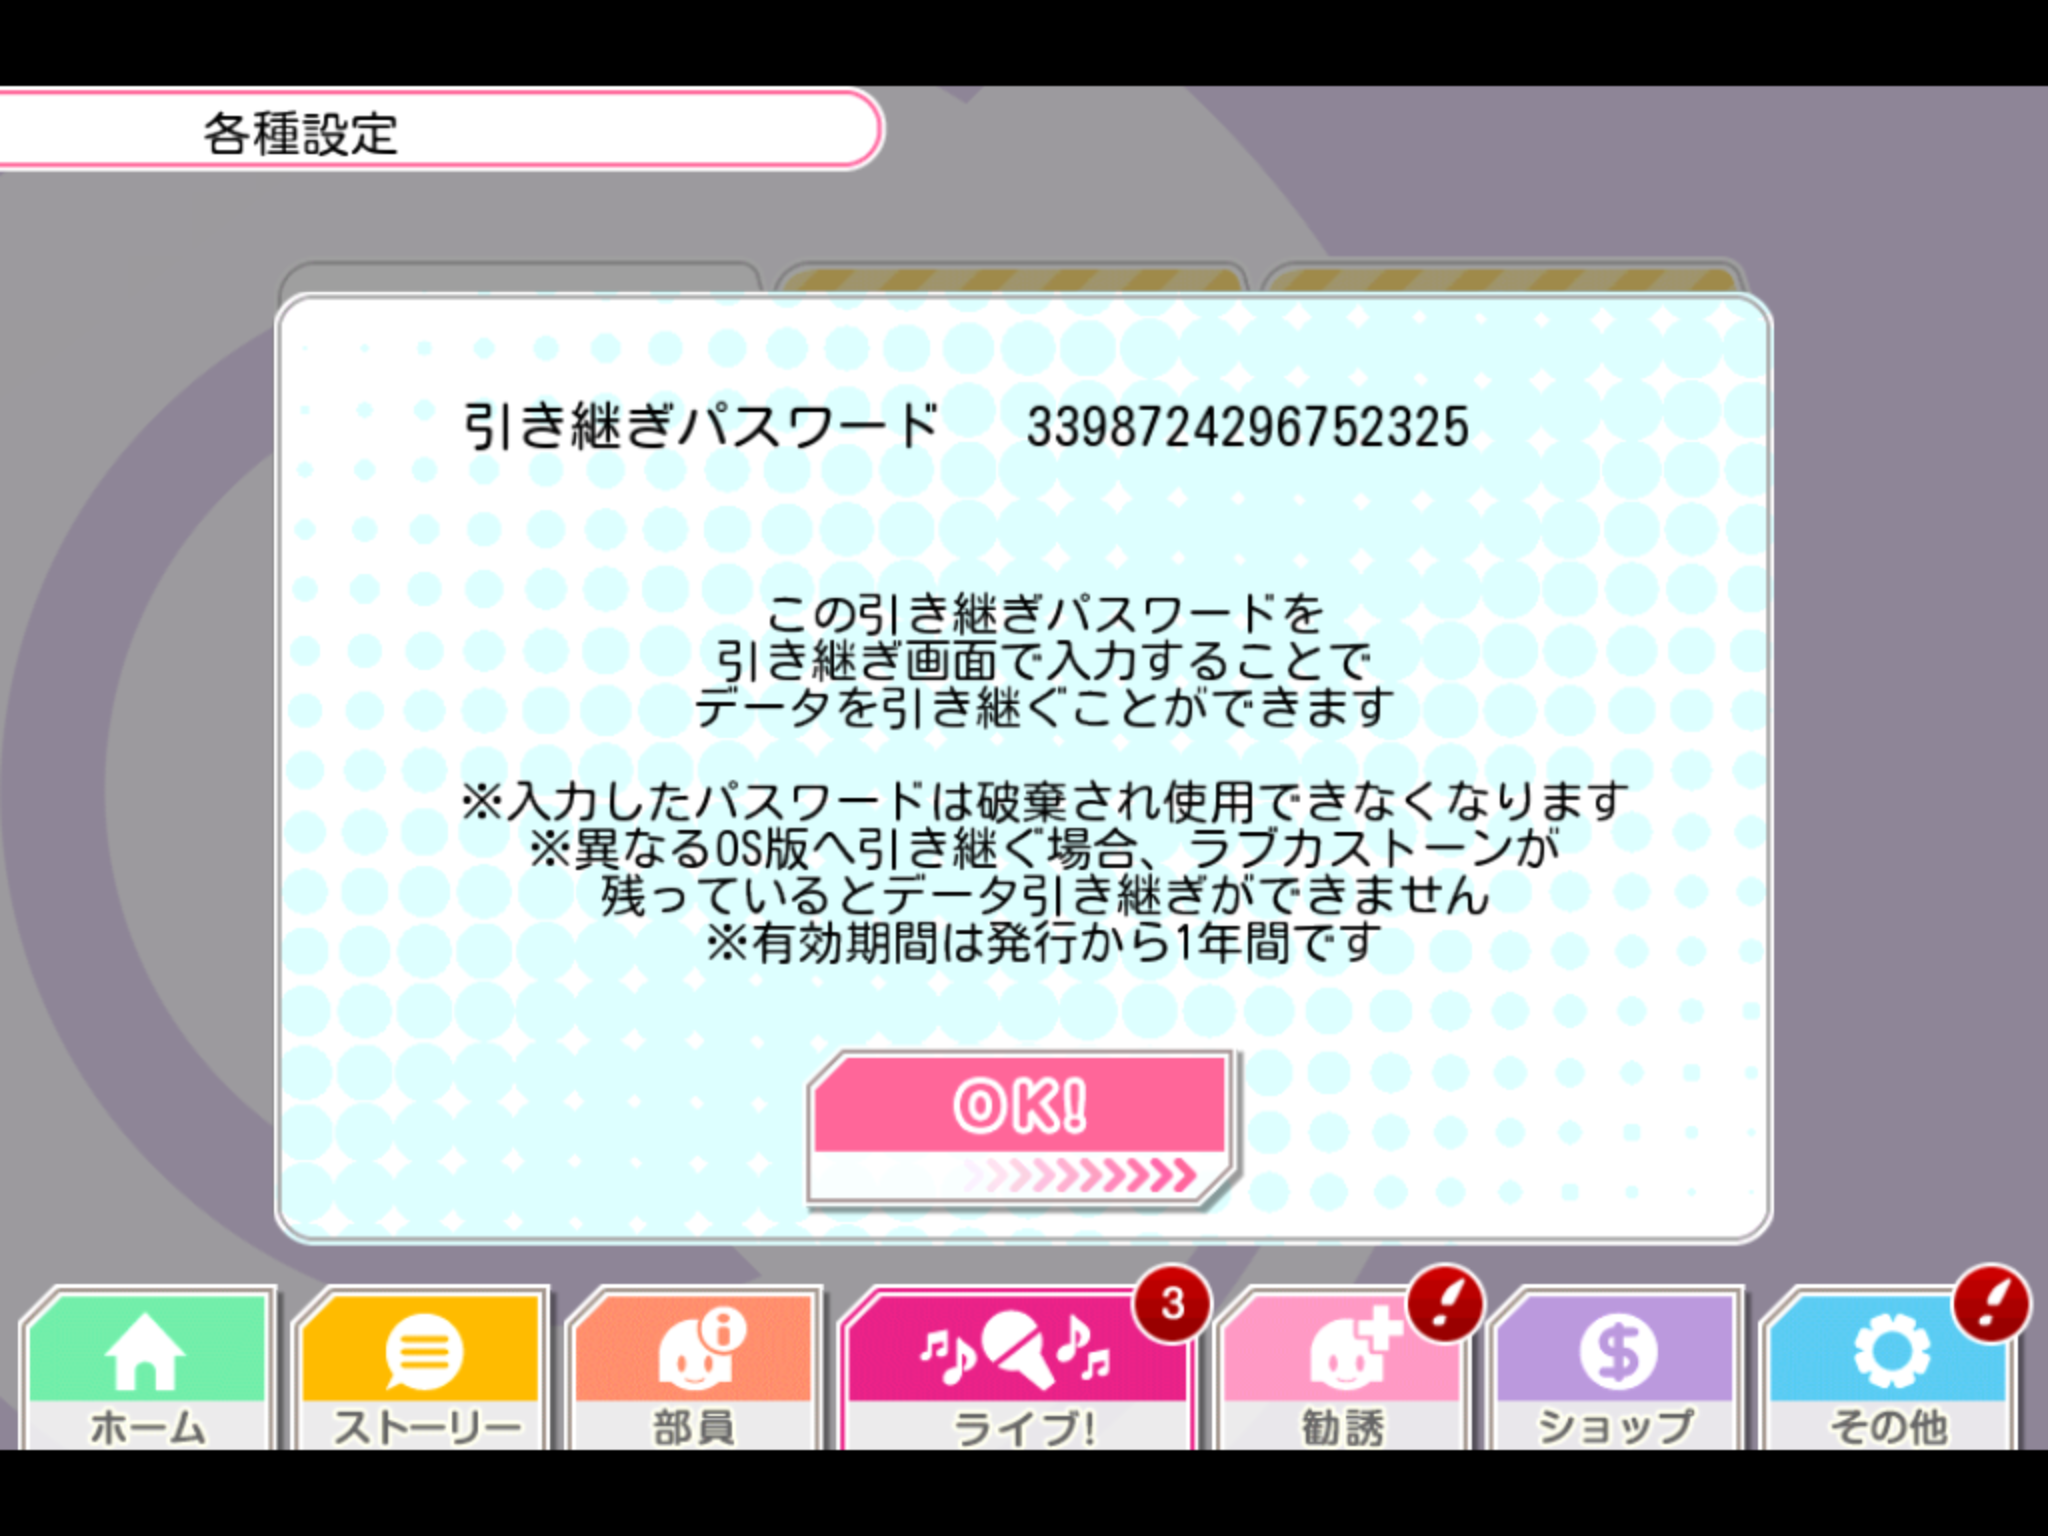 各種設定
引き継ぎパスワード 3398724296752325
この引き継ぎパスワードを
引き継ぎ画面で入力することで
データを引き継ぐことができます
※入力したパスワードは破棄され使用できなくなります
※異なるOS版へ引き継ぐ場合、ラブカストーンが
残っているとデータ引き継ぎができません
※有効期間は発行から1年間です
OK!
3
ホーム
ストーリー
部員
ライブ!
勧誘
ショップ
その他